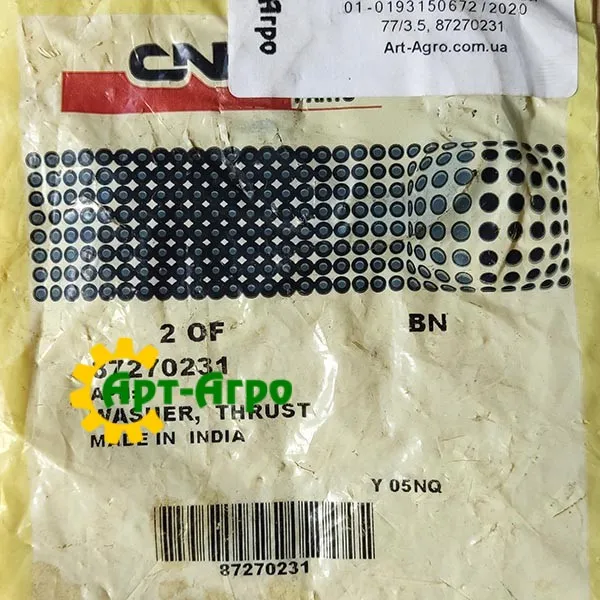 01-0193150672/2020
77/3.5, 87270231
Art-Agro.com.ua
Агро
CN
PARTS
2 OF
BN
87270231
Арт-Агро
WASHER, THRUST
MADE IN INDIA
Y 05NQ
87270231